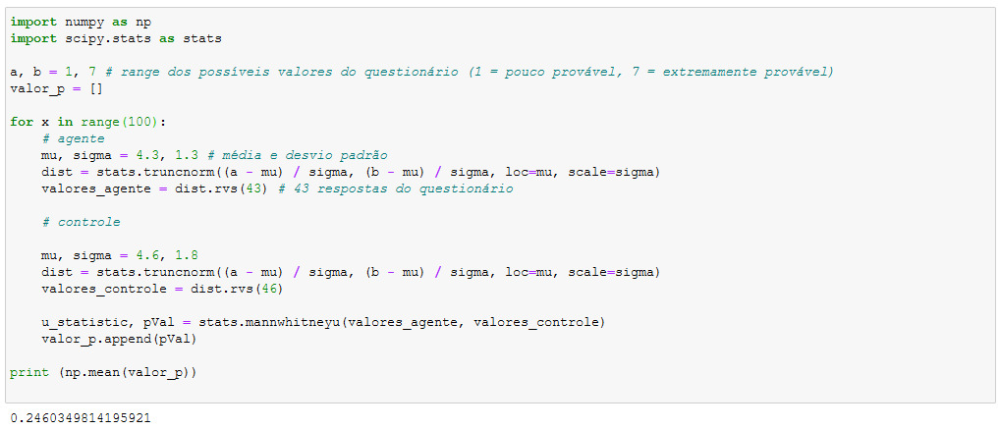 import numpy as np
import scipy.stats as stats
a, b = 1, 7 # range dos possíveis valores do questionário (1 = pouco provável, 7 = extremamente provável)
valor_p = []
for x in range(100):
    # agente
    mu, sigma = 4.3, 1.3 # média e desvio padrão
    dist = stats.truncnorm((a - mu) / sigma, (b - mu) / sigma, loc=mu, scale=sigma)
    valores_agente = dist.rvs(43) # 43 respostas do questionário
    # controle
    mu, sigma = 4.6, 1.8
    dist = stats.truncnorm((a - mu) / sigma, (b - mu) / sigma, loc=mu, scale=sigma)
    valores_controle = dist.rvs(46)
    u_statistic, pVal = stats.mannwhitneyu(valores_agente, valores_controle)
    valor_p.append(pVal)
print (np.mean(valor_p))
0.2460349814195921